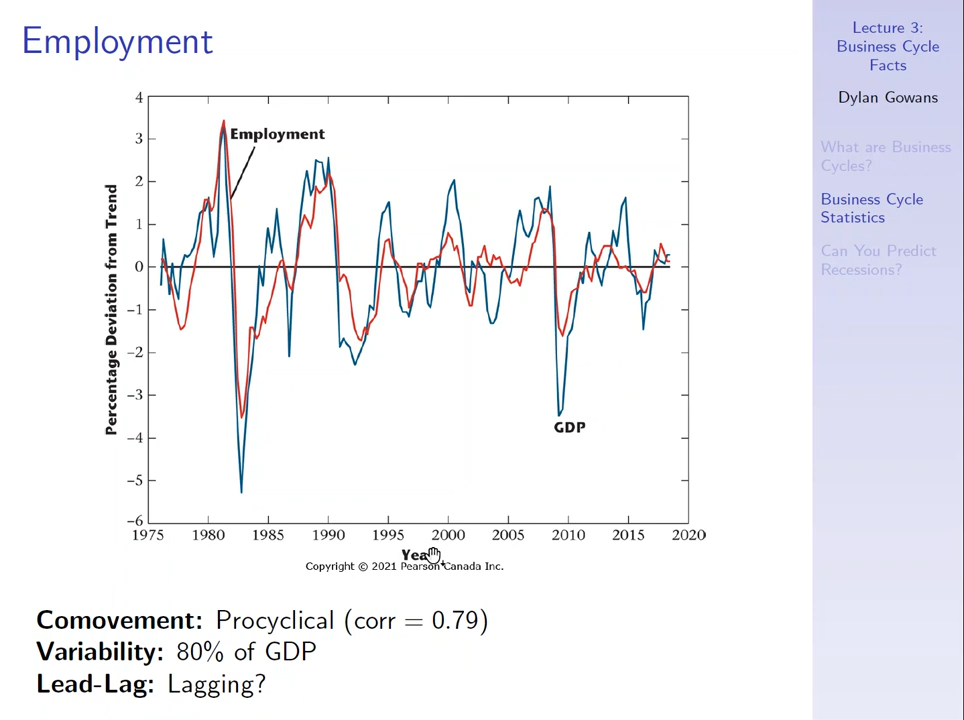 Employment
Lecture 3:
Business Cycle
Facts
Dylan Gowans
What are Business
Cycles?
Business Cycle
Statistics
Can You Predict
Recessions?
Percentage Deviation from Trend
4
3
2
1
0
−1
−2
−3
−4
−5
−6
Employment
GDP
1975 1980 1985 1990 1995 2000 2005 2010 2015 2020
Copyright © 2021 Pearson Canada Inc.
Comovement: Procyclical (corr = 0.79)
Variability: 80% of GDP
Lead-Lag: Lagging?